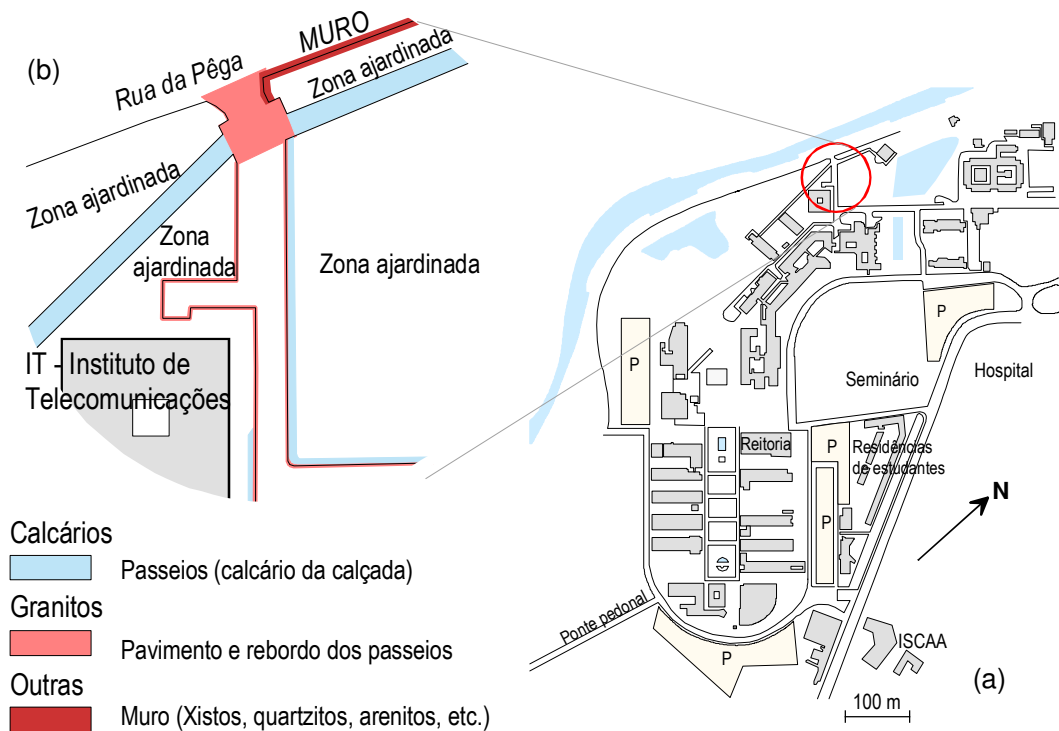 (b)
MURO
Rua da Pêga
Zona ajardinada
Zona ajardinada
Zona
ajardinada
Zona ajardinada
IT - Instituto de
Telecomunicações
Calcários
Passeios (calcário da calçada)
Granitos
Pavimento e rebordo dos passeios
Outras
Muro (Xistos, quartzitos, arenitos, etc.)
P
P
Seminário
Hospital
Reitoria
P
Residências
de estudantes
P
N
Ponte pedonal
P
ISCAA
(a)
100 m